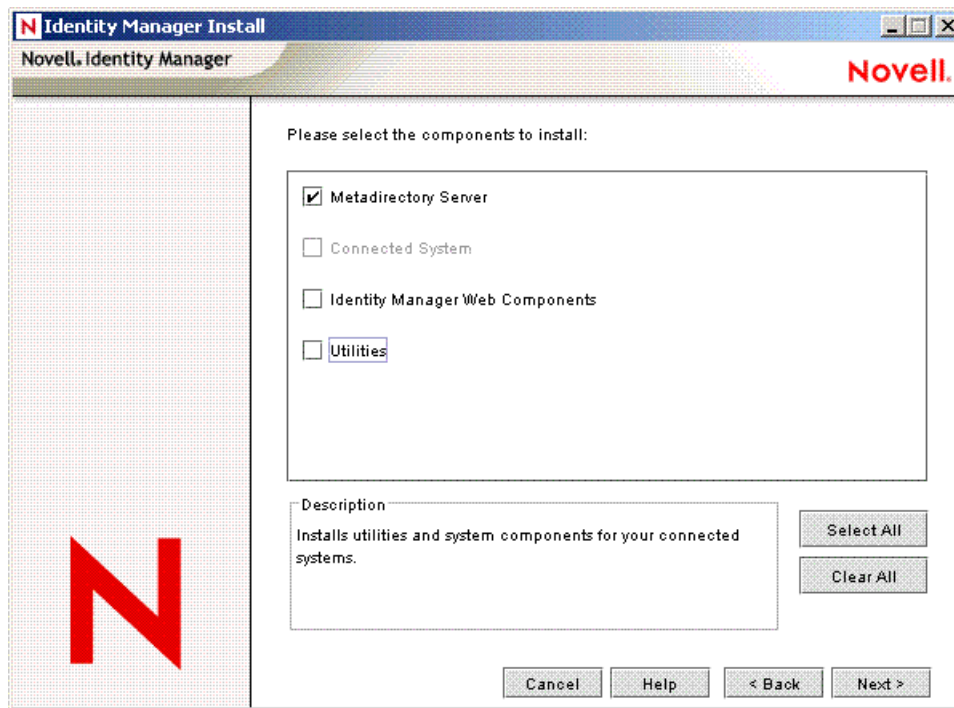 Identity Manager Install
Novell. Identity Manager
Novell.
Please select the components to install:
Metadirectory Server
Connected System
Identity Manager Web Components
Utilities
Description
Installs utilities and system components for your connected
systems.
Select All
Clear All
Cancel
Help
< Back
Next >